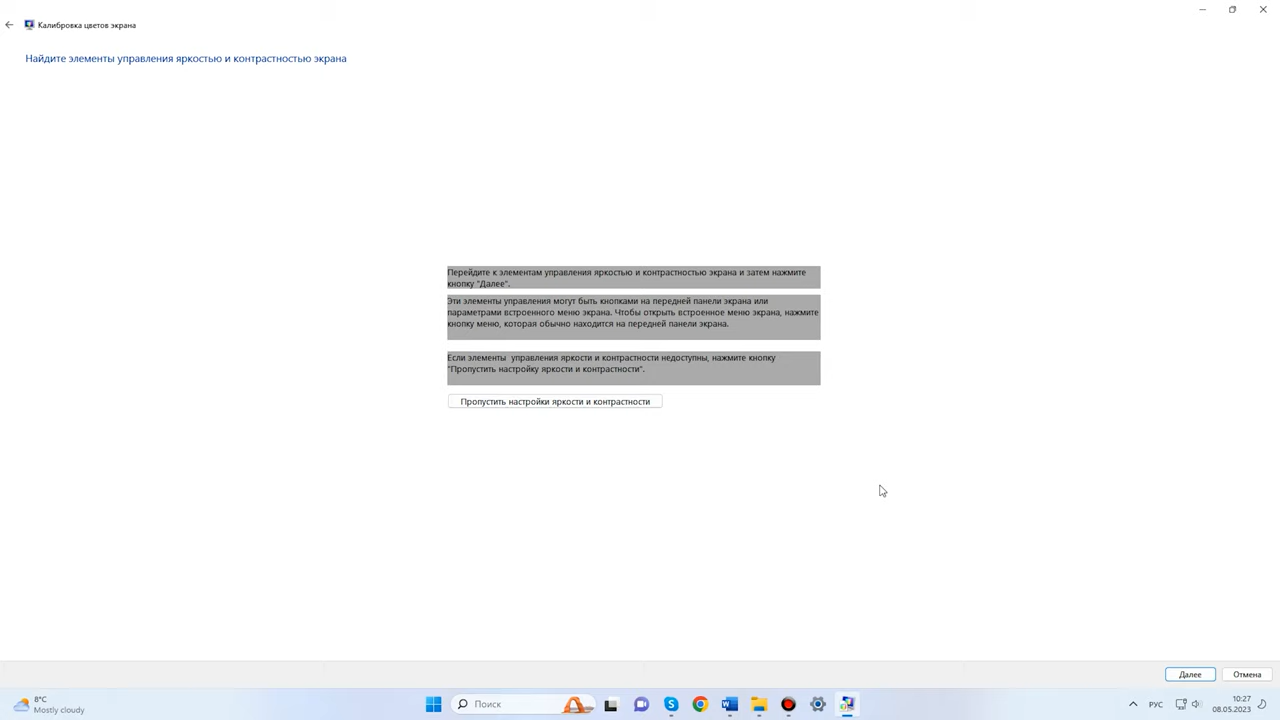 Калибровка цветов экрана
Найдите элементы управления яркостью и контрастностью экрана
Перейдите к элементам управления яркостью и контрастностью экрана и затем нажмите
кнопку "Далее".
Эти элементы управления могут быть кнопками на передней панели экрана или
параметрами встроенного меню экрана. Чтобы открыть встроенное меню экрана, нажмите
кнопку меню, которая обычно находится на передней панели экрана.
Если элементы  управления яркости и контрастности недоступны, нажмите кнопку
"Пропустить настройку яркости и контрастности".
Пропустить настройки яркости и контрастности
Далее
Отмена
8°C
Mostly cloudy
Поиск
РУС
10:27
08.05.2023